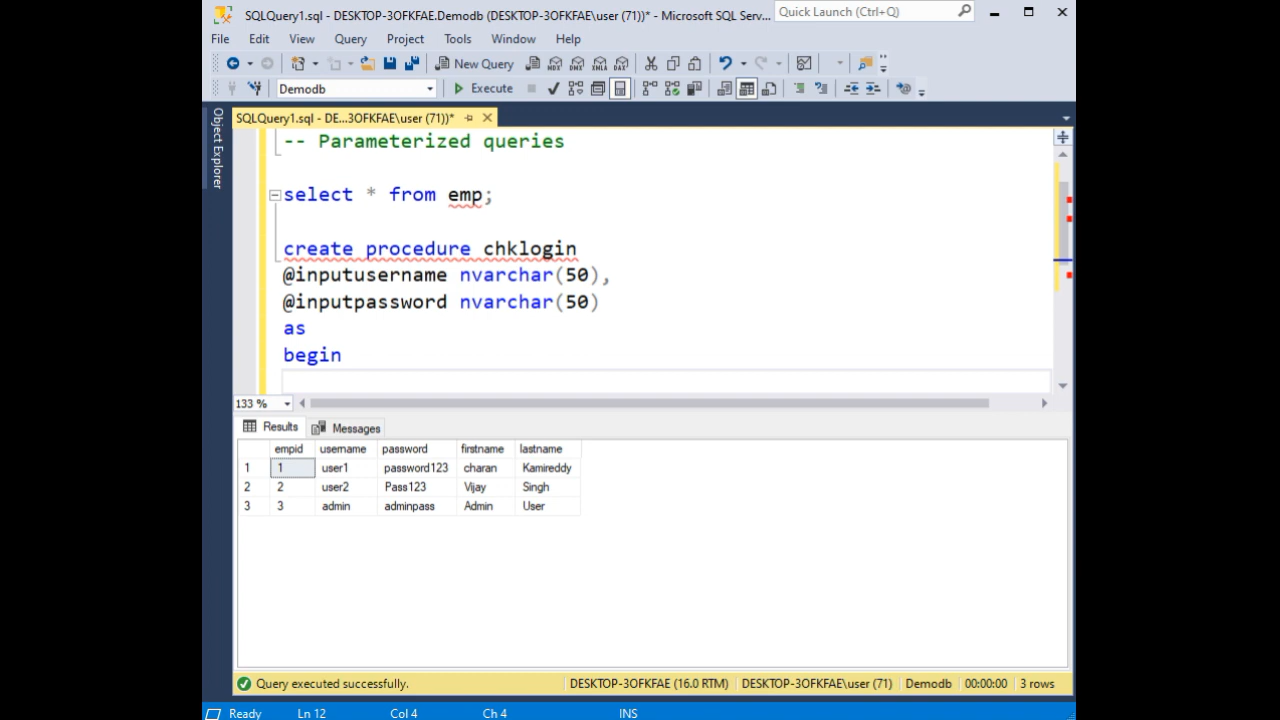 SQLQuery1.sql - DESKTOP-3OFKFAE.Demodb (DESKTOP-3OFKFAE\user (71))* - Microsoft SQL Serv...
Quick Launch (Ctrl+Q)
File Edit View Query Project Tools Window Help
New Query MDX DMX XMLA DAX
Demodb Execute
Object Explorer
SQLQuery1.sql - DE...3OFKFAE\user (71))*
-- Parameterized queries
select * from emp;
create procedure chklogin
@inputusername nvarchar(50),
@inputpassword nvarchar(50)
as
begin
133 %
Results Messages
empid username password firstname lastname
1 1 user1 password123 charan Kamireddy
2 2 user2 Pass123 Vijay Singh
3 3 admin adminpass Admin User
Query executed successfully. DESKTOP-3OFKFAE (16.0 RTM) DESKTOP-3OFKFAE\user (71) Demodb 00:00:00 3 rows
Ready Ln 12 Col 4 Ch 4 INS